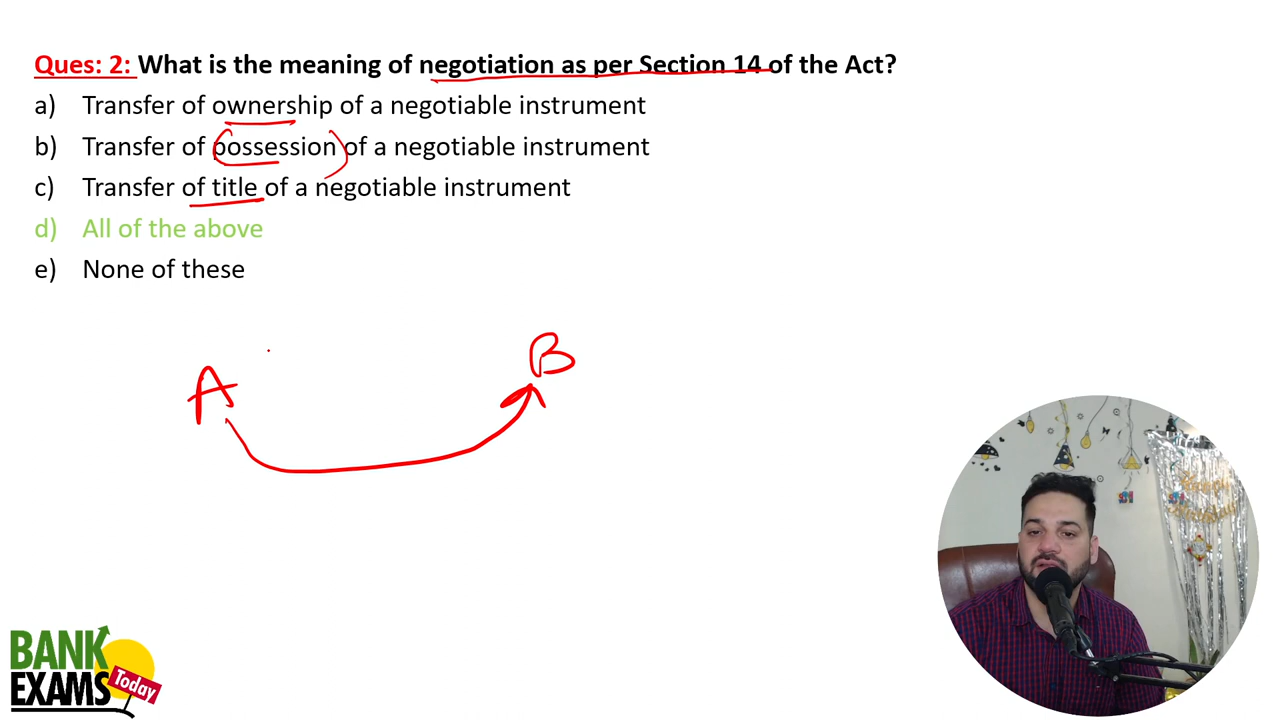 Ques: 2: What is the meaning of negotiation as per Section 14 of the Act?
a) Transfer of ownership of a negotiable instrument
b) Transfer of possession of a negotiable instrument
c) Transfer of title of a negotiable instrument
d) All of the above
e) None of these
A
B
BANK
EXAMS
Today